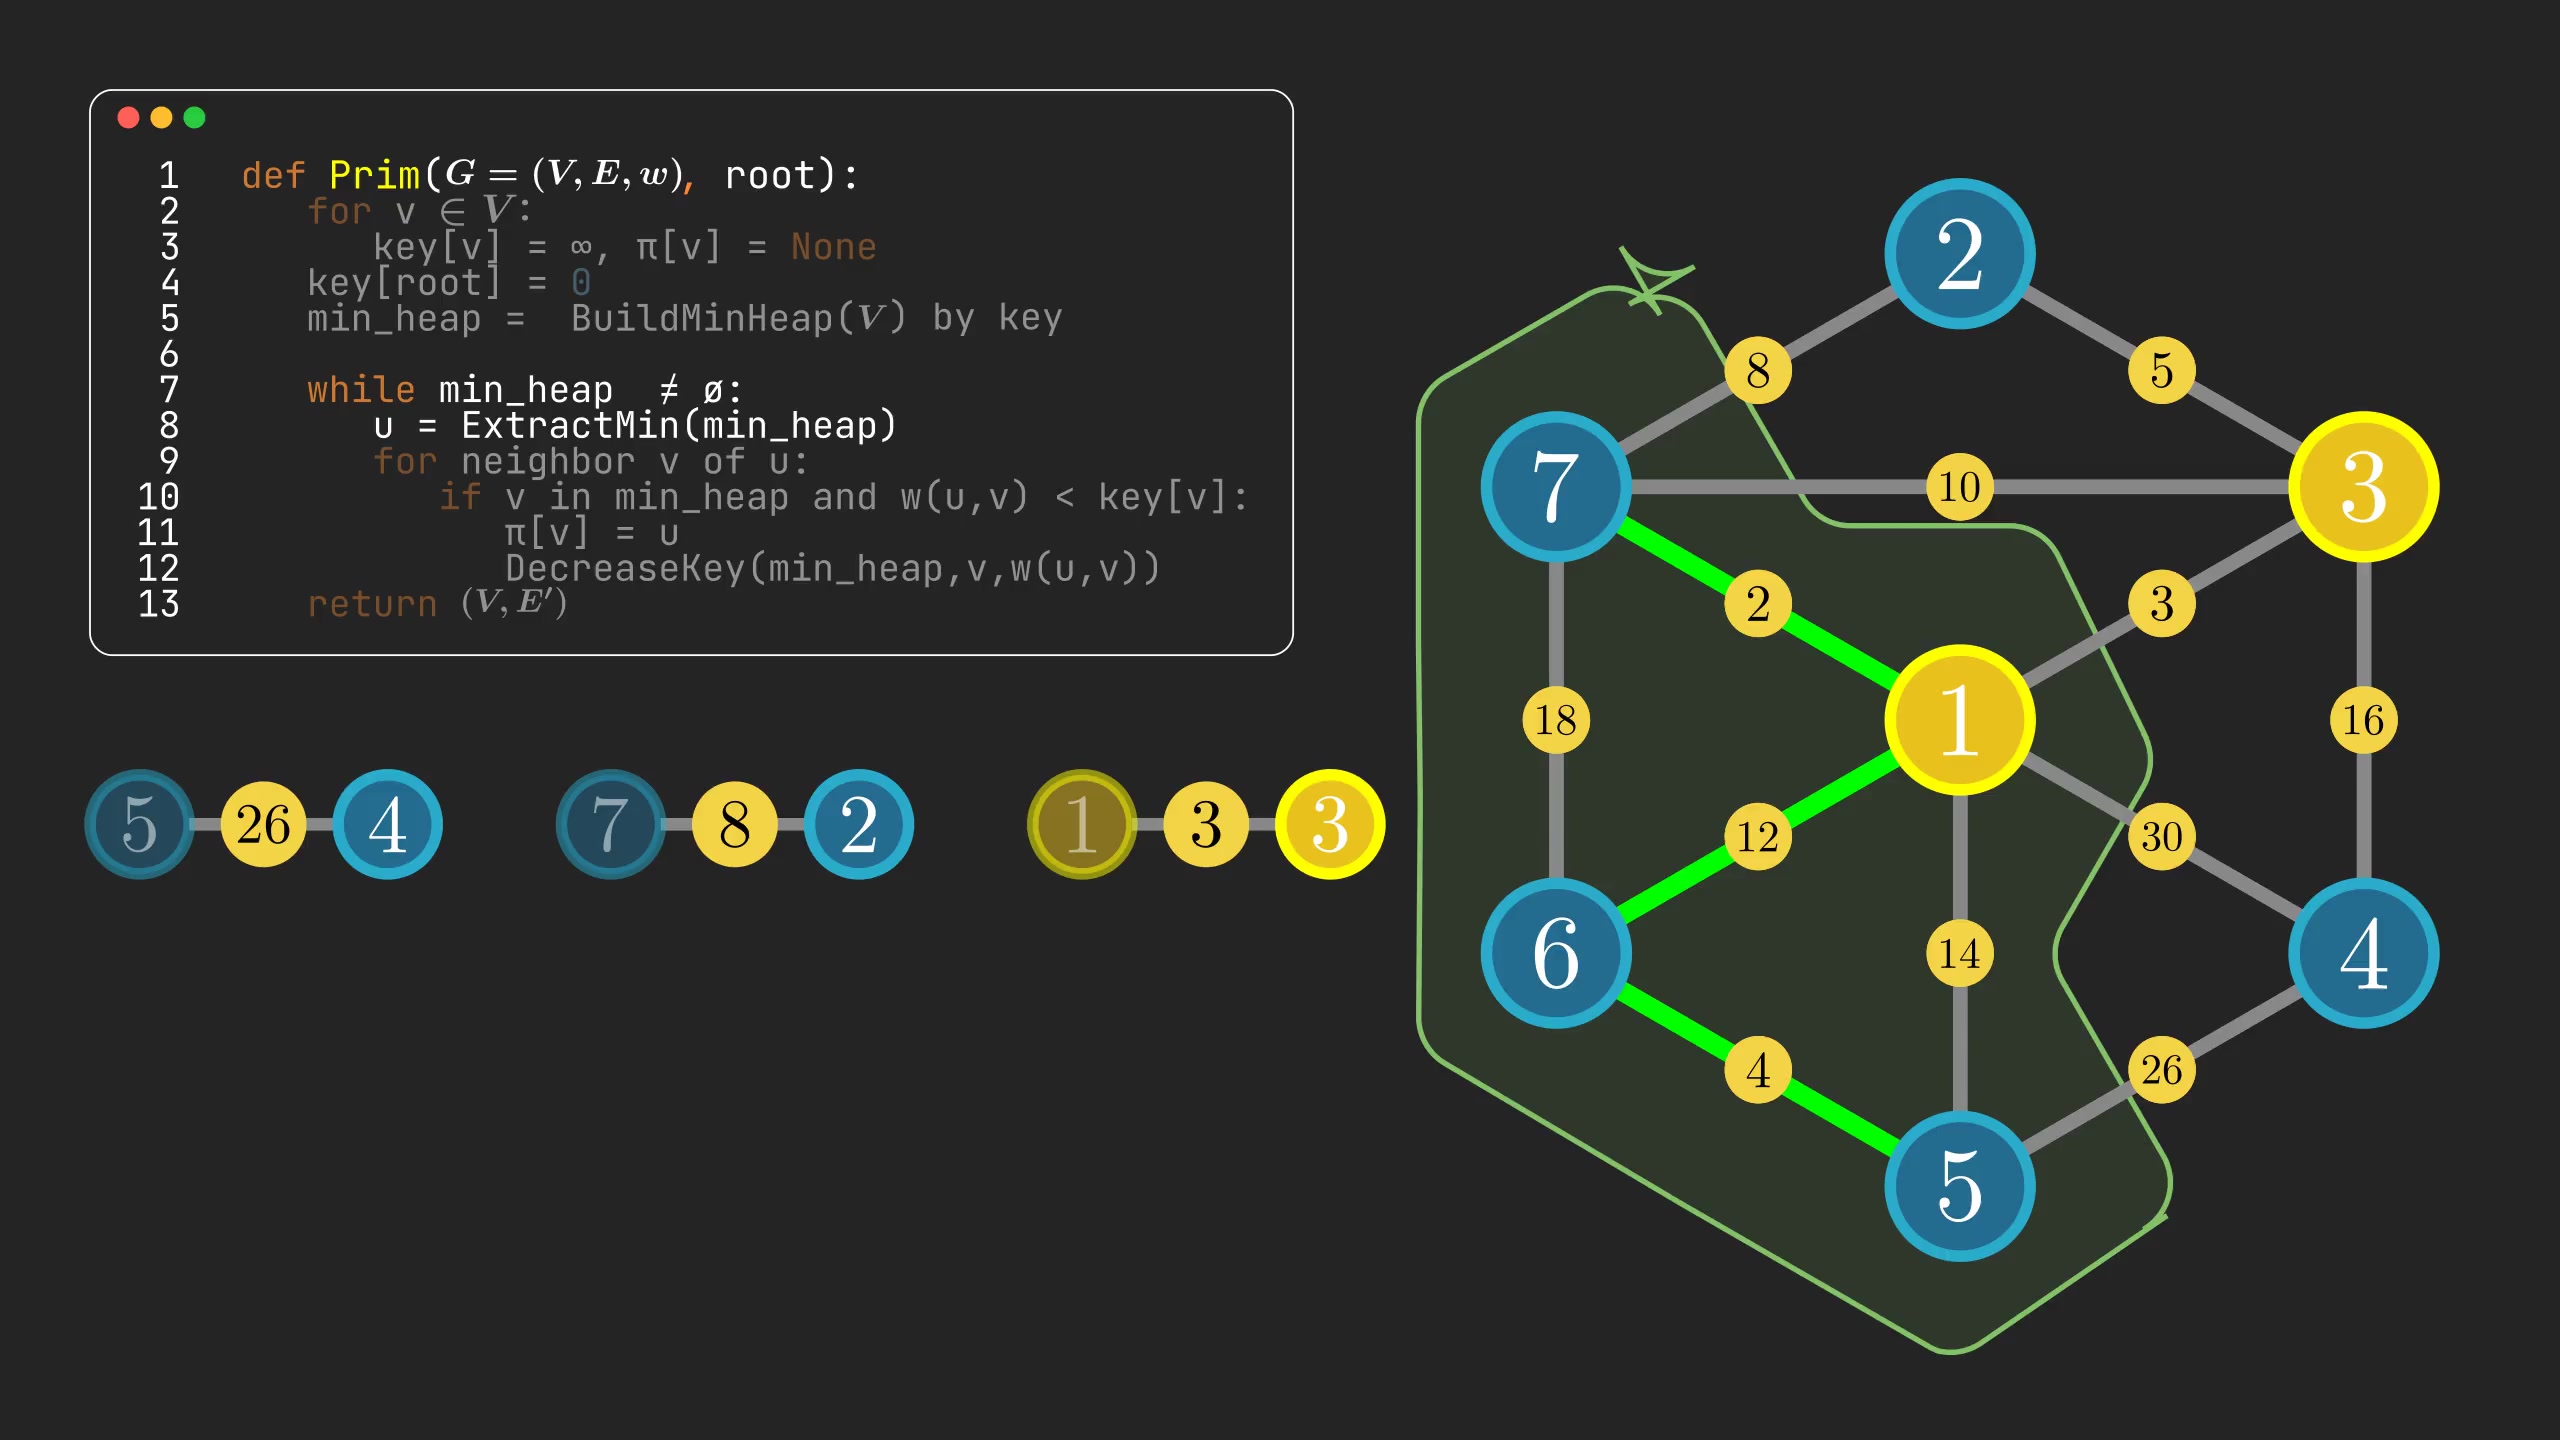 1 def Prim(G = (V, E, w), root):
2 for v ∈ V:
3 key[v] = ∞, π[v] = None
4 key[root] = 0
5 min_heap = BuildMinHeap(V) by key
6
7 while min_heap ≠ ø:
8 u = ExtractMin(min_heap)
9 for neighbor v of u:
10 if v in min_heap and w(u,v) < key[v]:
11 π[v] = u
12 DecreaseKey(min_heap,v,w(u,v))
13 return (V, E′)
5 26 4
7 8 2
1 3 3
2
8 5
7 10 3
2 3
18 1 16
12 30
6 14 4
4 26
5